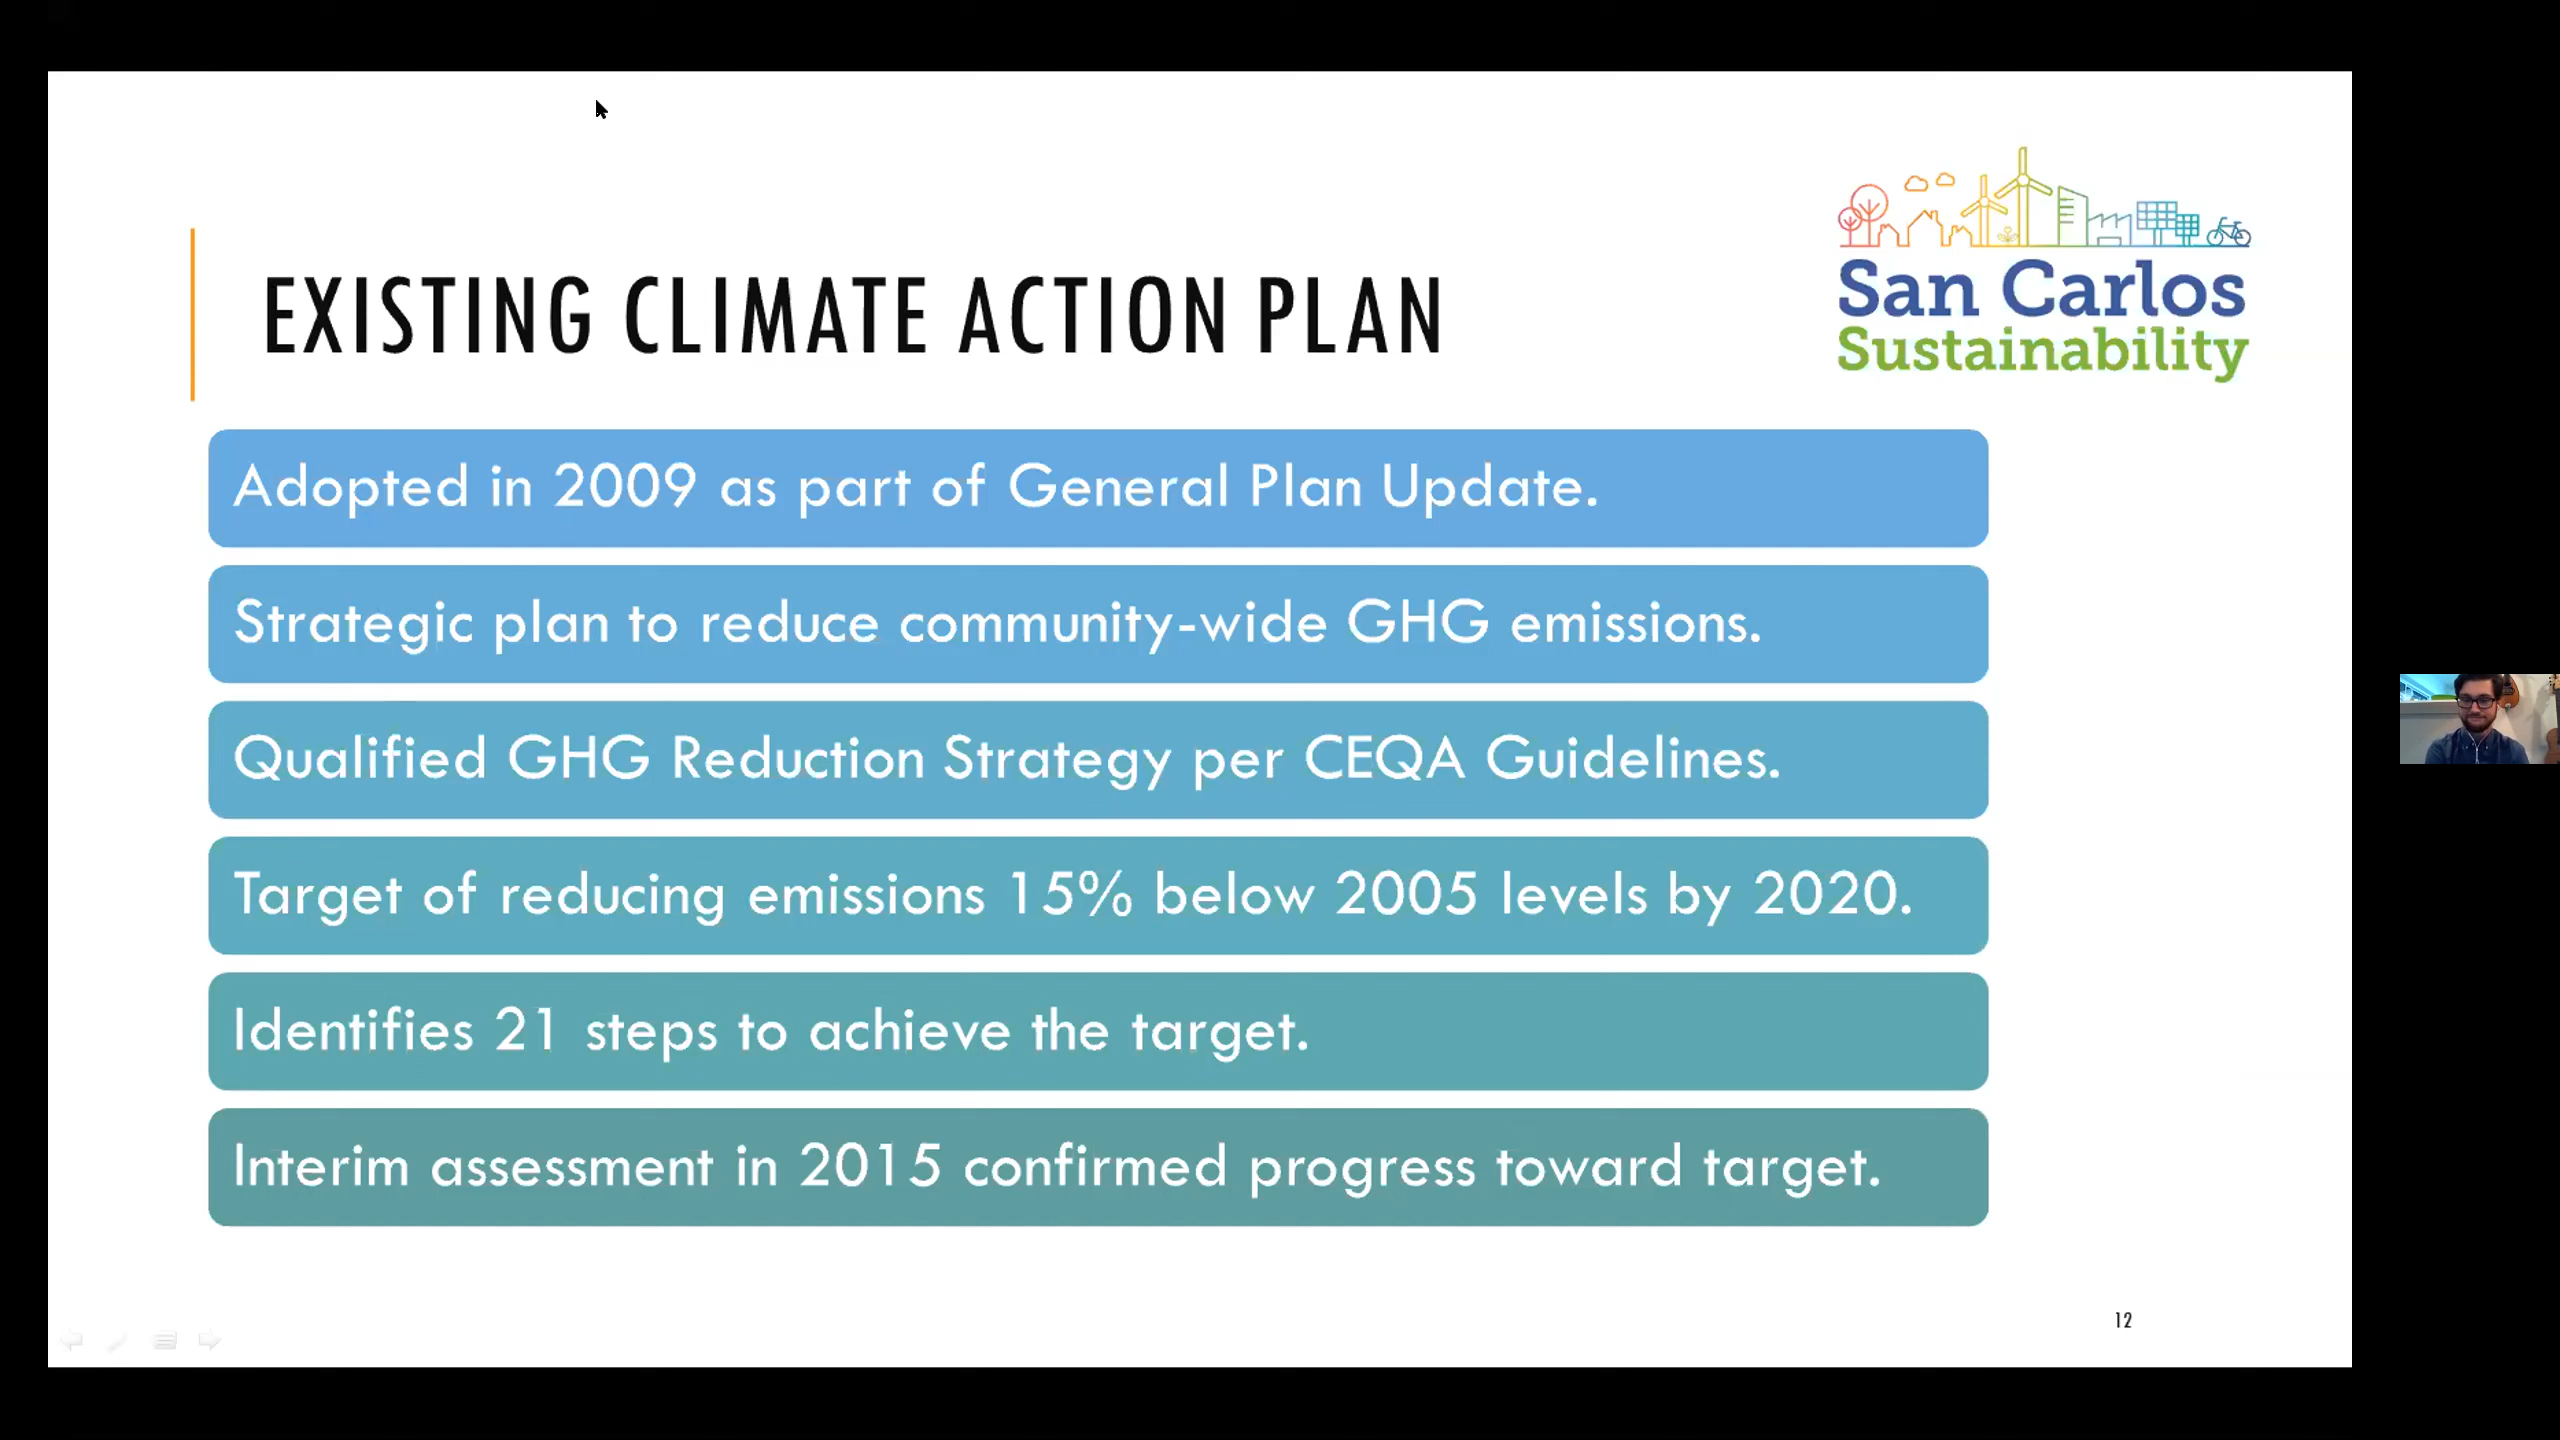 San Carlos
Sustainability
EXISTING CLIMATE ACTION PLAN
Adopted in 2009 as part of General Plan Update.
Strategic plan to reduce community-wide GHG emissions.
Qualified GHG Reduction Strategy per CEQA Guidelines.
Target of reducing emissions 15% below 2005 levels by 2020.
Identifies 21 steps to achieve the target.
Interim assessment in 2015 confirmed progress toward target.
12